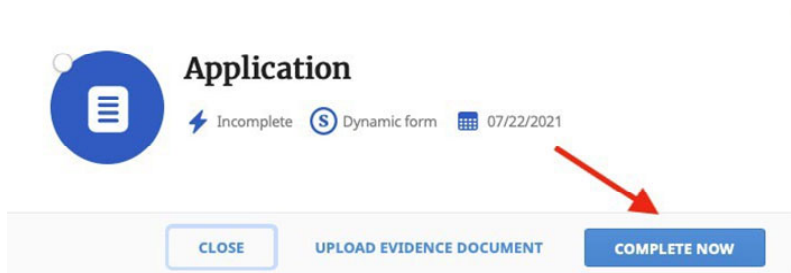 Application
Incomplete S Dynamic form 07/22/2021
CLOSE UPLOAD EVIDENCE DOCUMENT COMPLETE NOW